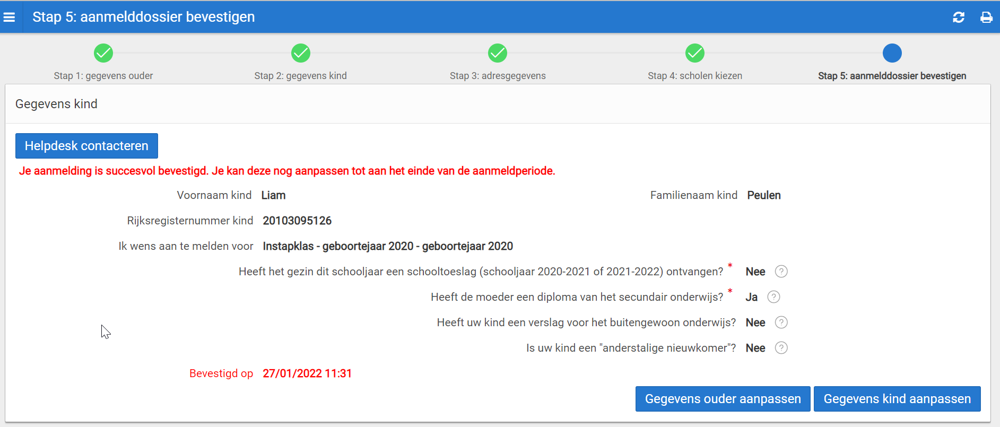 Stap 5: aanmelddossier bevestigen
Stap 1: gegevens ouder
Stap 2: gegevens kind
Stap 3: adresgegevens
Stap 4: scholen kiezen
Stap 5: aanmelddossier bevestigen
Gegevens kind
Helpdesk contacteren
Je aanmelding is succesvol bevestigd. Je kan deze nog aanpassen tot aan het einde van de aanmeldperiode.
Voornaam kind Liam
Familienaam kind Peulen
Rijksregisternummer kind 20103095126
Ik wens aan te melden voor Instapklas - geboortejaar 2020 - geboortejaar 2020
Heeft het gezin dit schooljaar een schooltoeslag (schooljaar 2020-2021 of 2021-2022) ontvangen? * Nee ?
Heeft de moeder een diploma van het secundair onderwijs? * Ja ?
Heeft uw kind een verslag voor het buitengewoon onderwijs? Nee ?
Is uw kind een "anderstalige nieuwkomer"? Nee ?
Bevestigd op 27/01/2022 11:31
Gegevens ouder aanpassen
Gegevens kind aanpassen